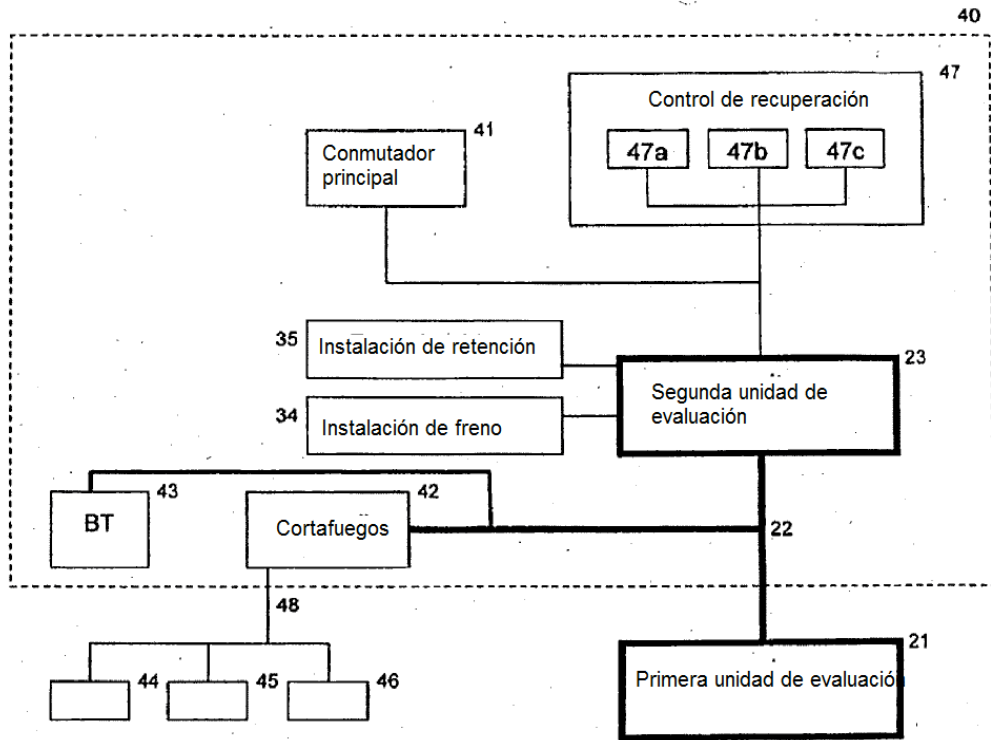 40
47
Control de recuperación
47a 47b 47c
41
Conmutador
principal
35
Instalación de retención
23
Segunda unidad de
evaluación
34
Instalación de freno
43
BT
42
Cortafuegos
22
48
44
45
46
21
Primera unidad de evaluación